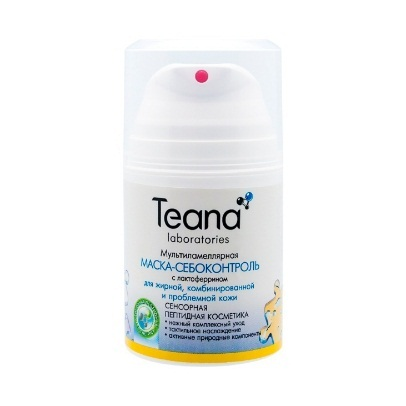 Teana
laboratories
Мультиламеллярная
МАСКА-СЕБОКОНТРОЛЬ
с лактоферрином
для жирной, комбинированной
и проблемной кожи
СЕНСОРНАЯ
ПЕПТИДНАЯ КОСМЕТИКА
• нежный комплексный уход
• тактильное наслаждение
• активные природные компоненты